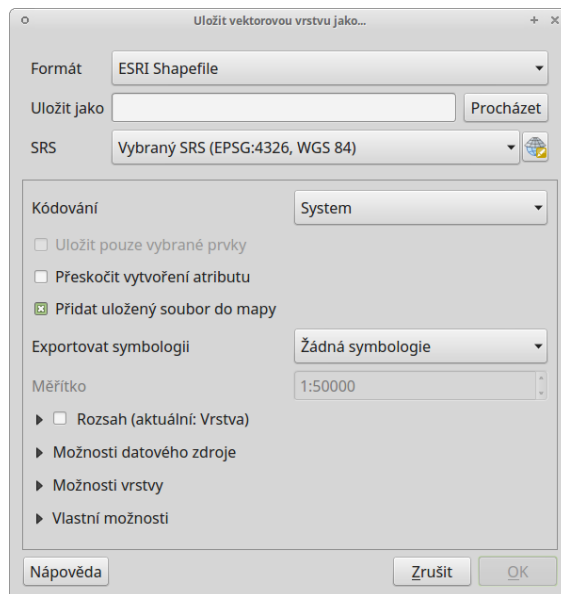 Uložit vektorovou vrstvu jako...
Formát ESRI Shapefile
Uložit jako Procházet
SRS Vybraný SRS (EPSG:4326, WGS 84)
Kódování System
Uložit pouze vybrané prvky
Přeskočit vytvoření atributu
Přidat uložený soubor do mapy
Exportovat symbologii Žádná symbologie
Měřítko 1:50000
Rozsah (aktuální: Vrstva)
Možnosti datového zdroje
Možnosti vrstvy
Vlastní možnosti
Nápověda Zrušit OK